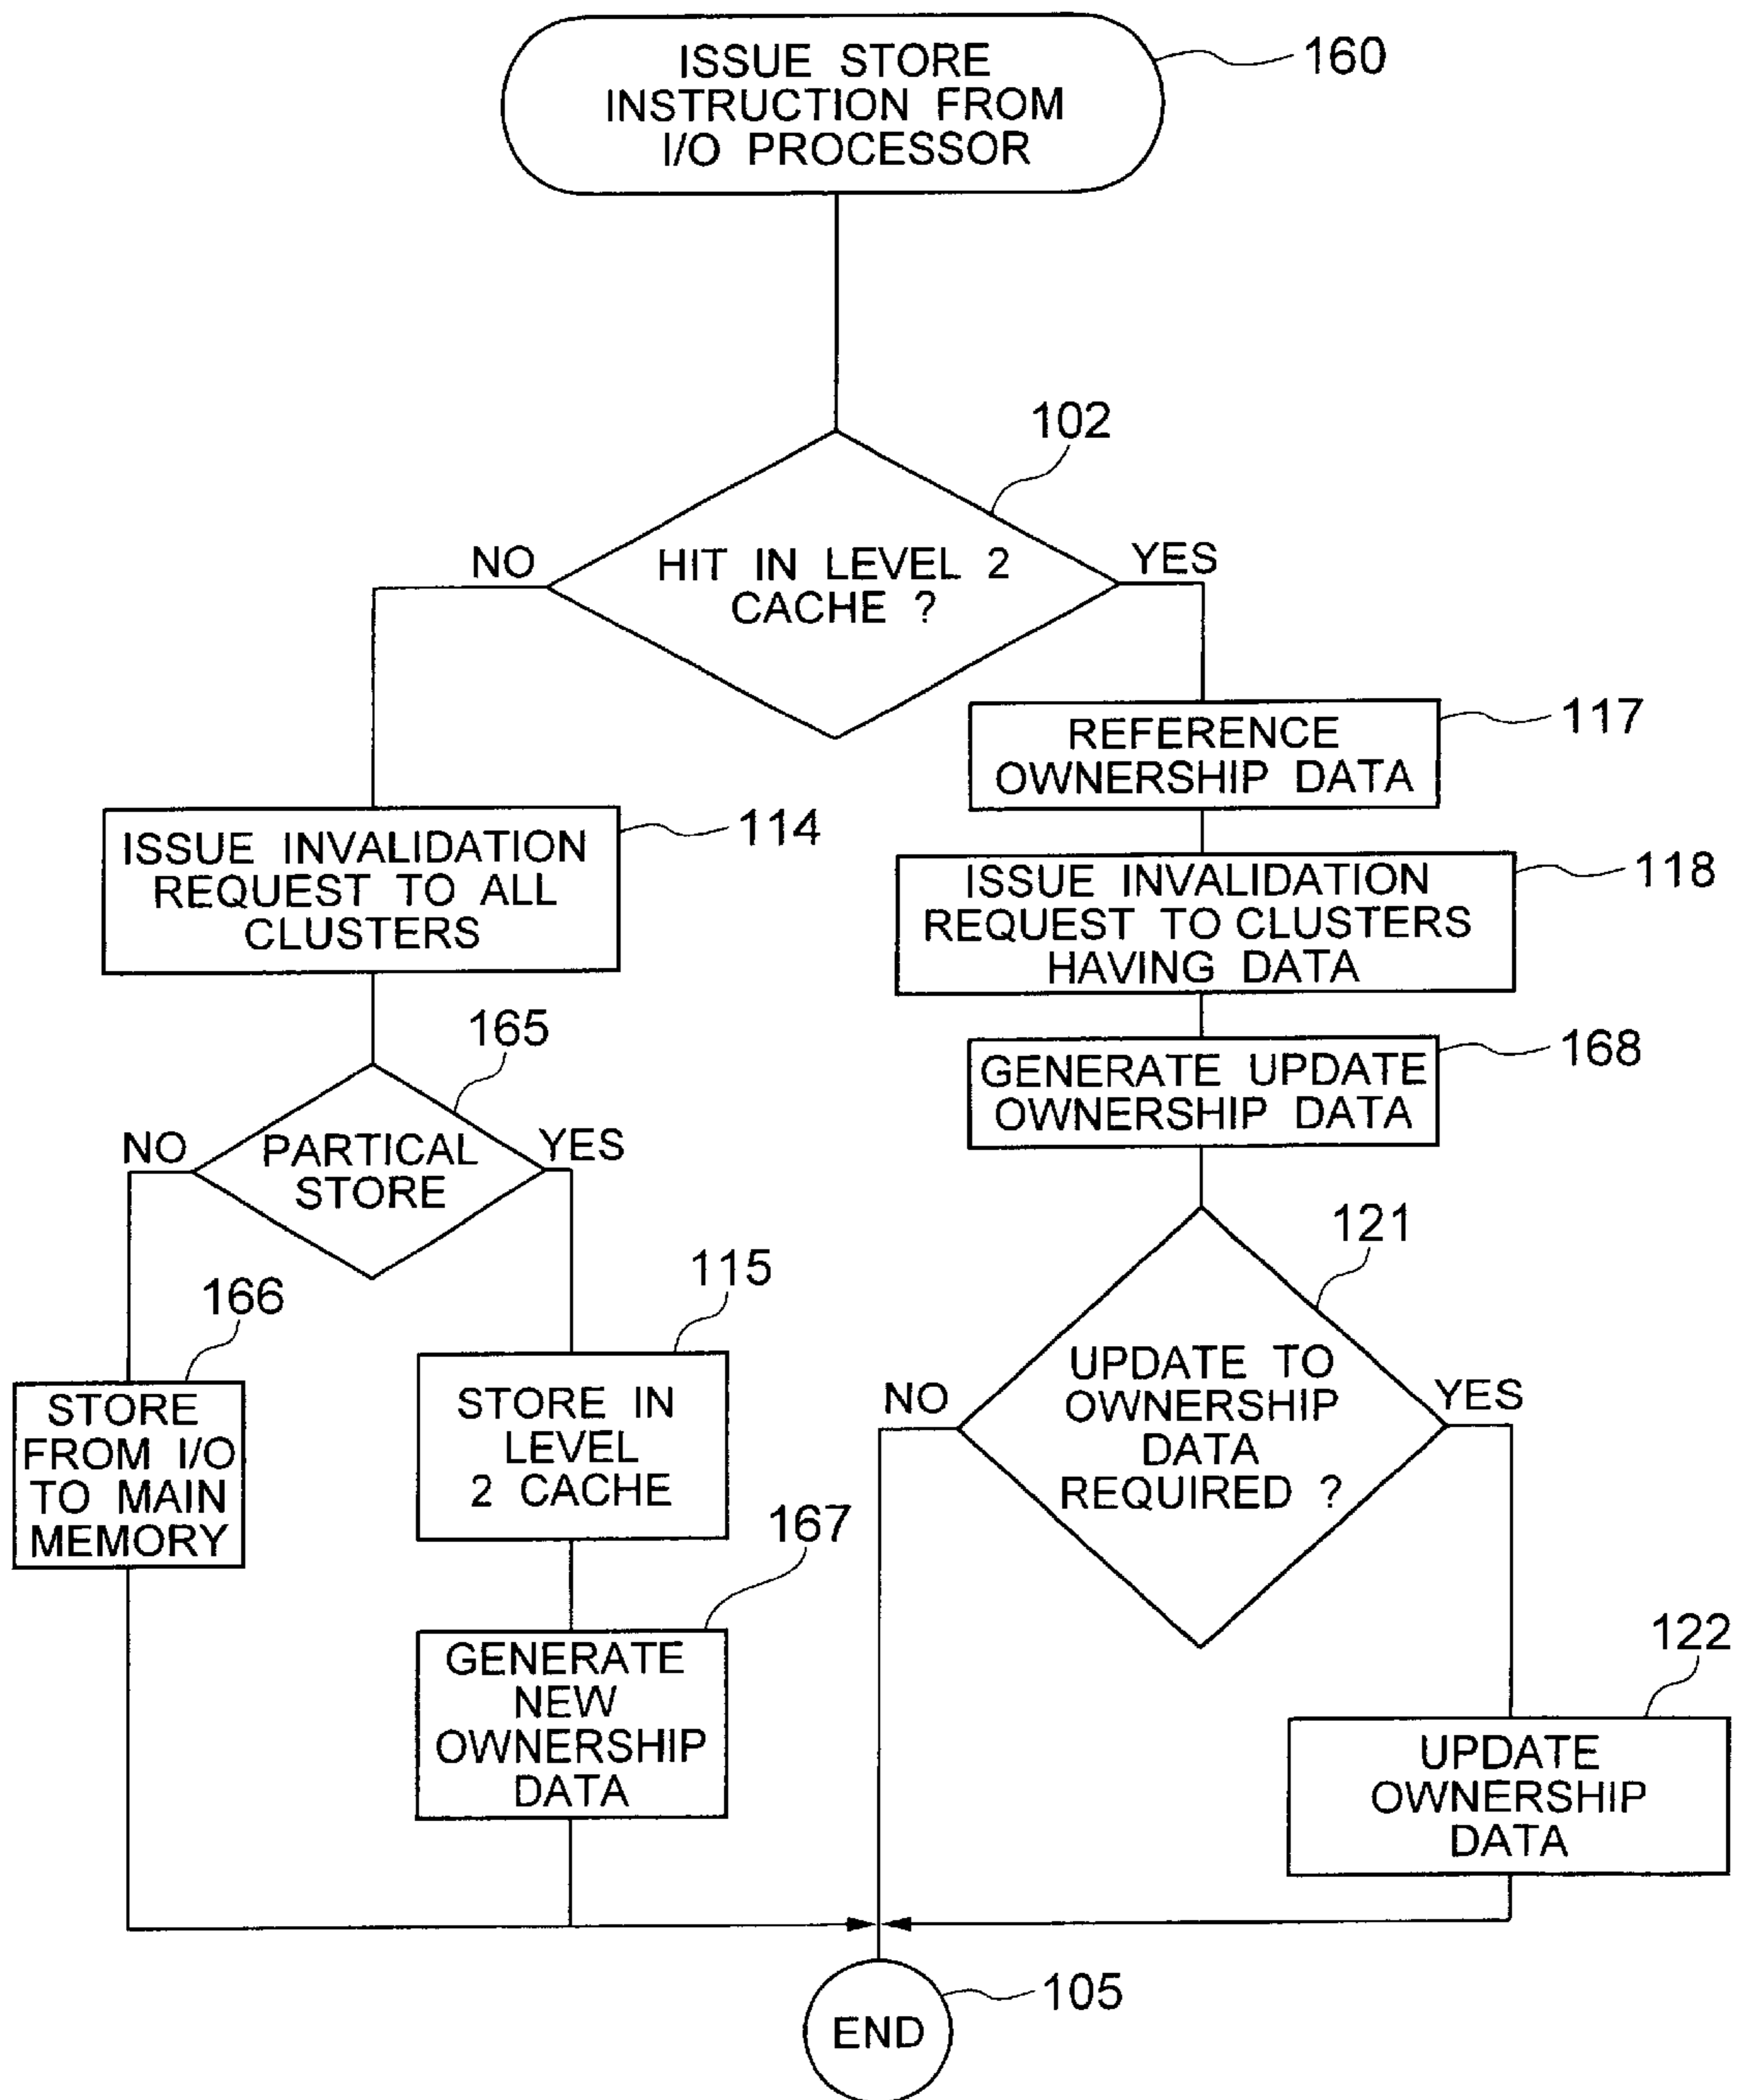 ISSUE STORE
INSTRUCTION FROM
I/O PROCESSOR
160
102
HIT IN LEVEL 2
CACHE ?
NO
YES
REFERENCE
OWNERSHIP DATA
117
ISSUE INVALIDATION
REQUEST TO ALL
CLUSTERS
114
ISSUE INVALIDATION
REQUEST TO CLUSTERS
HAVING DATA
118
165
GENERATE UPDATE
OWNERSHIP DATA
168
NO
PARTICAL
STORE
YES
121
UPDATE TO
OWNERSHIP
DATA
REQUIRED ?
NO
YES
166
STORE
FROM I/O
TO MAIN
MEMORY
115
STORE IN
LEVEL
2 CACHE
167
GENERATE
NEW
OWNERSHIP
DATA
122
UPDATE
OWNERSHIP
DATA
END
105